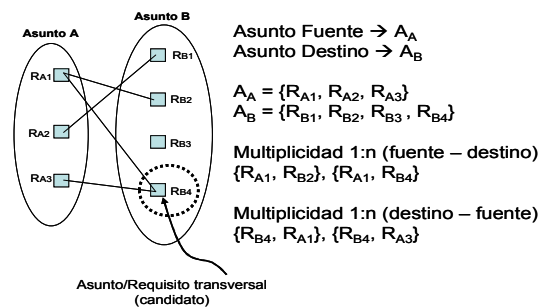 Asunto A
Asunto B
RA1
RA2
RA3
RB1
RB2
RB3
RB4
Asunto/Requisito transversal
(candidato)
Asunto Fuente → AA
Asunto Destino → AB
AA = {RA1, RA2, RA3}
AB = {RB1, RB2, RB3 , RB4}
Multiplicidad 1:n (fuente – destino)
{RA1, RB2}, {RA1, RB4}
Multiplicidad 1:n (destino – fuente)
{RB4, RA1}, {RB4, RA3}